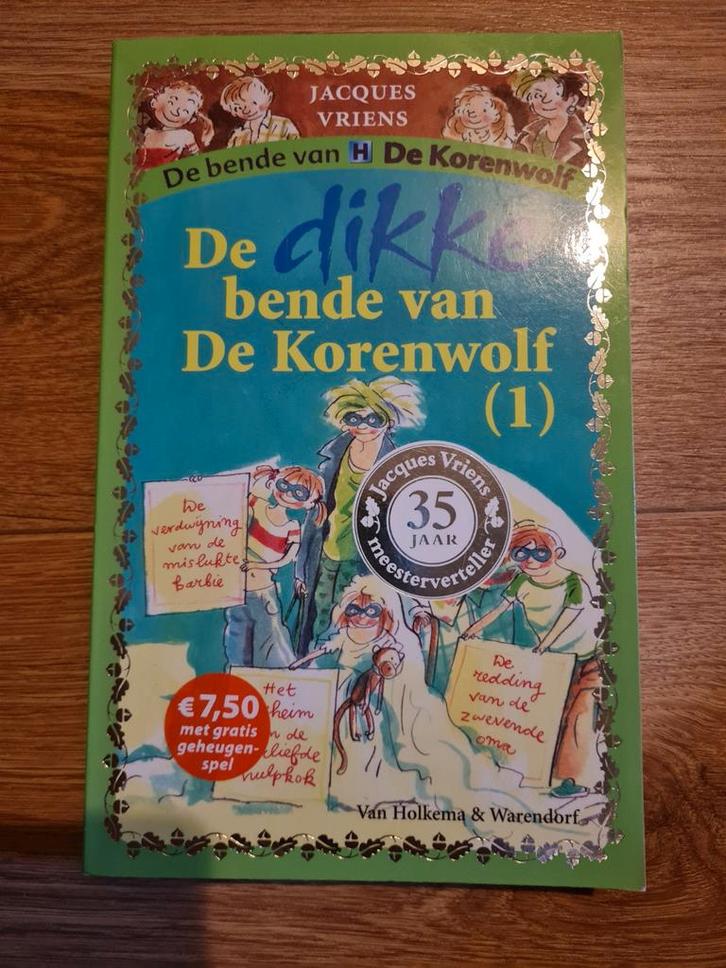 JACQUES
VRIENS
De bende van H De Korenwolf
De dikke
bende van
De Korenwolf
(1)
Jacques Vriens
35
JAAR
meesterverteller
De
verdwijning
van de
mislukte
barbie
De
redding
van de
zwevende
oma
€ 7,50
met gratis
geheugen-
spel
Het
heim
de
liefde
hulpkok
Van Holkema & Warendorf